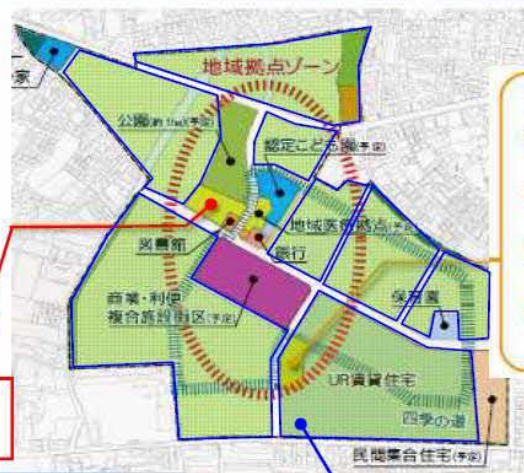 家
地域拠点ゾーン
公園(約1ha)(予定)
認定こども園(予定)
地域医療拠点(予定)
図書館
銀行
商業・利便
複合施設街区(予定)
保育園
UR賃貸住宅
四季の道
民間集合住宅(予定)